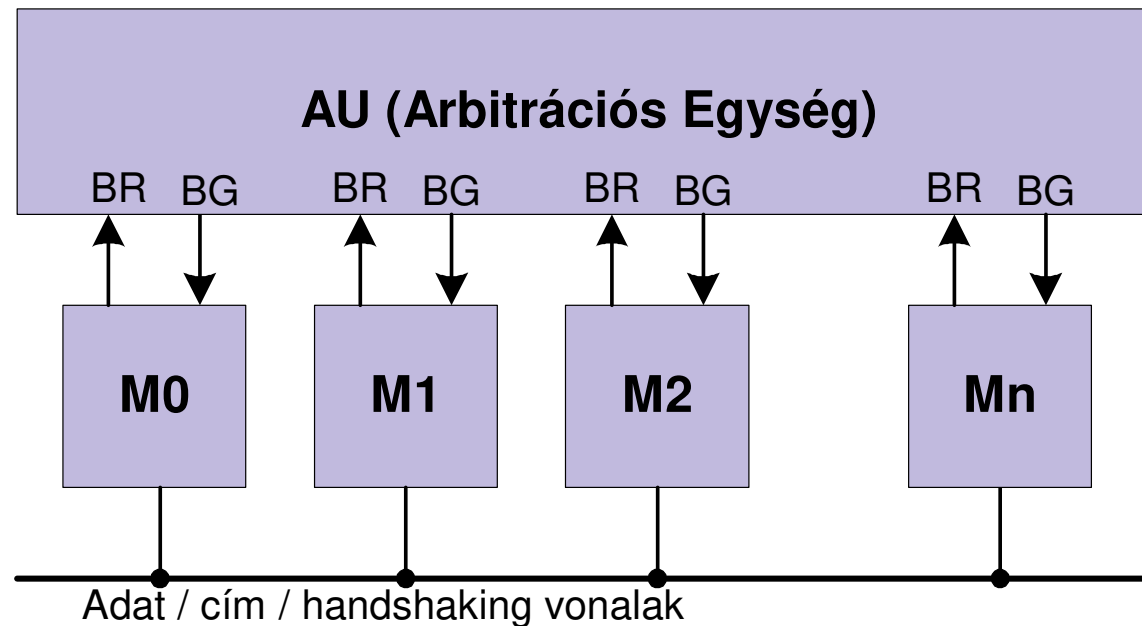 AU (Arbitrációs Egység)
BR BG BR BG BR BG BR BG
M0 M1 M2 Mn
Adat / cím / handshaking vonalak